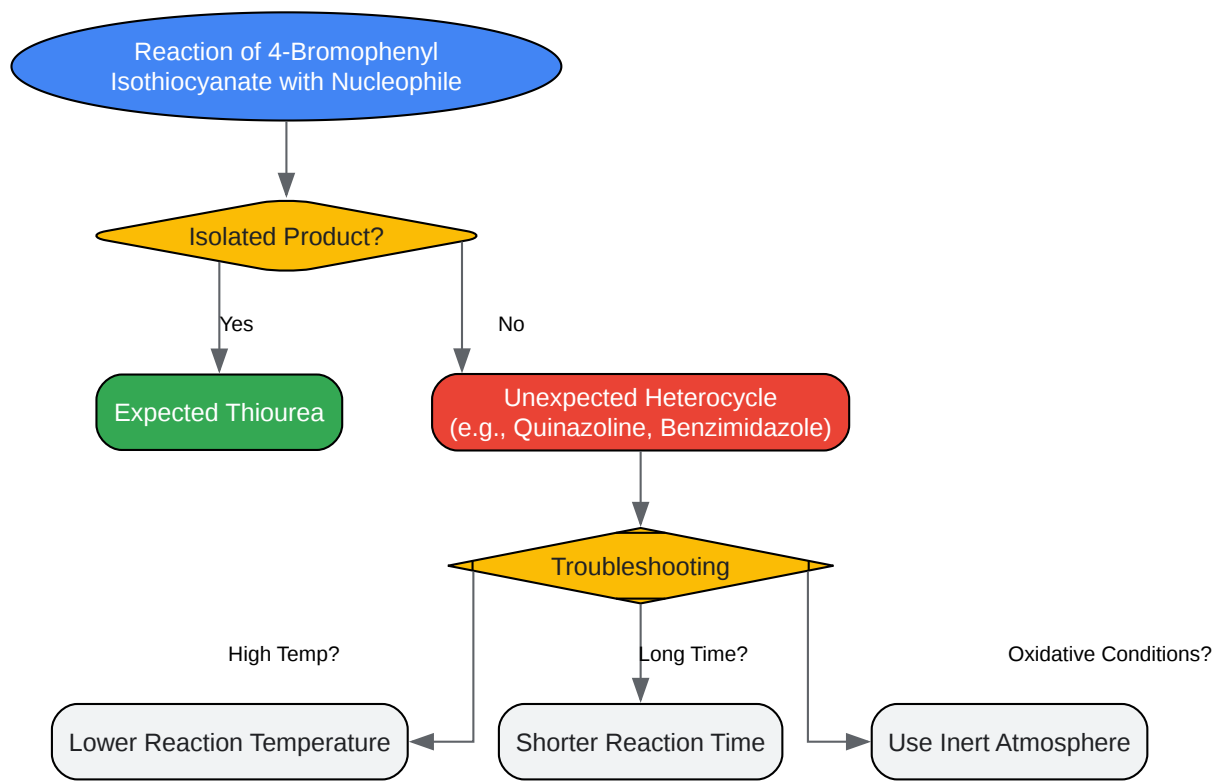 Reaction of 4-Bromophenyl
Isothiocyanate with Nucleophile
Isolated Product?
Yes
No
Expected Thiourea
Unexpected Heterocycle
(e.g., Quinazoline, Benzimidazole)
Troubleshooting
High Temp?
Long Time?
Oxidative Conditions?
Lower Reaction Temperature
Shorter Reaction Time
Use Inert Atmosphere